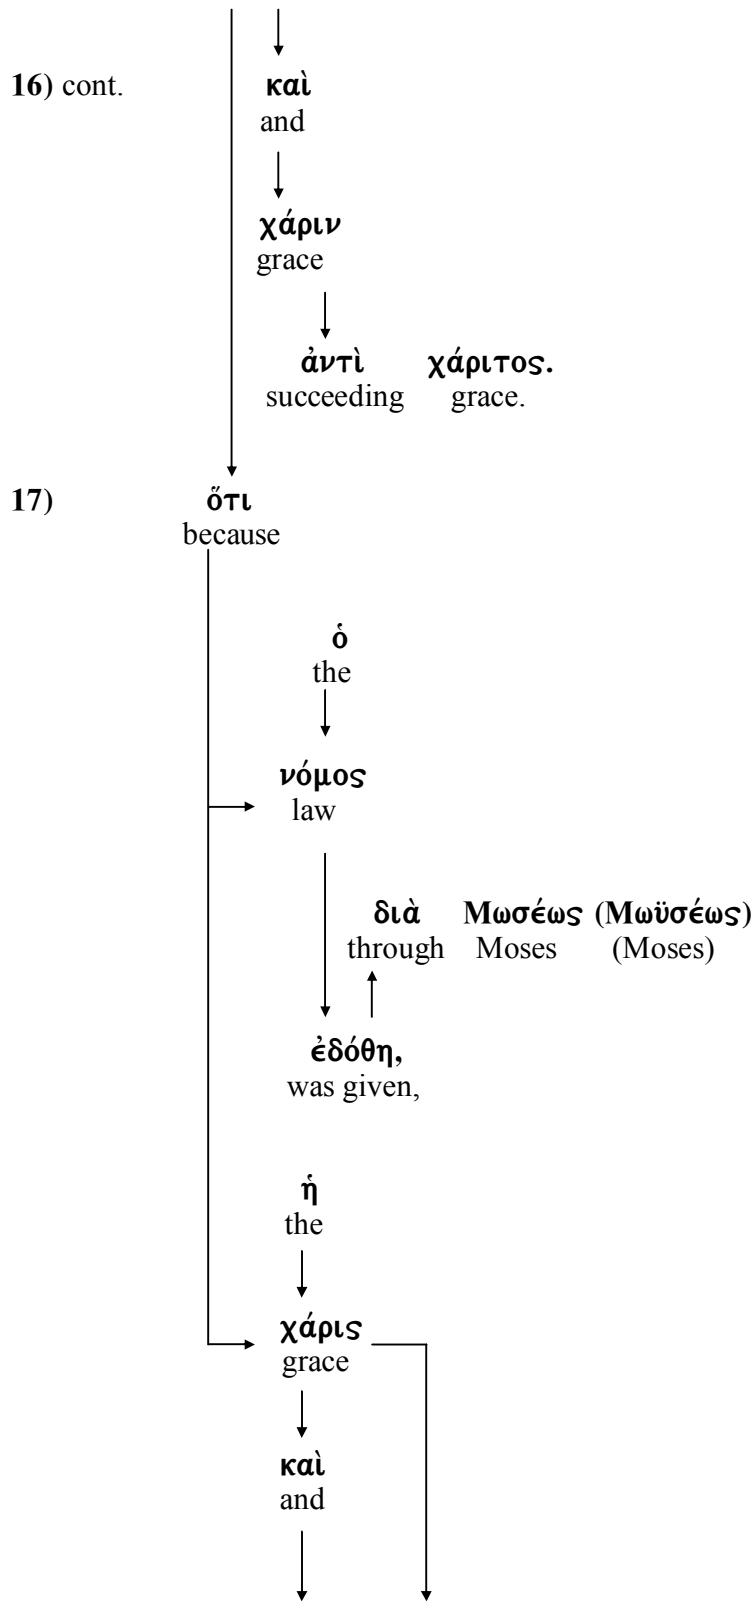 16) cont. καὶ
and
χάριν
grace
ἀντὶ χάριτος.
succeeding grace.
17) ὅτι
because
ὁ
the
νόμος
law
διὰ Μωσέως (Μωϋσέως)
through Moses (Moses)
ἐδόθη,
was given,
ἡ
the
χάρις
grace
καὶ
and